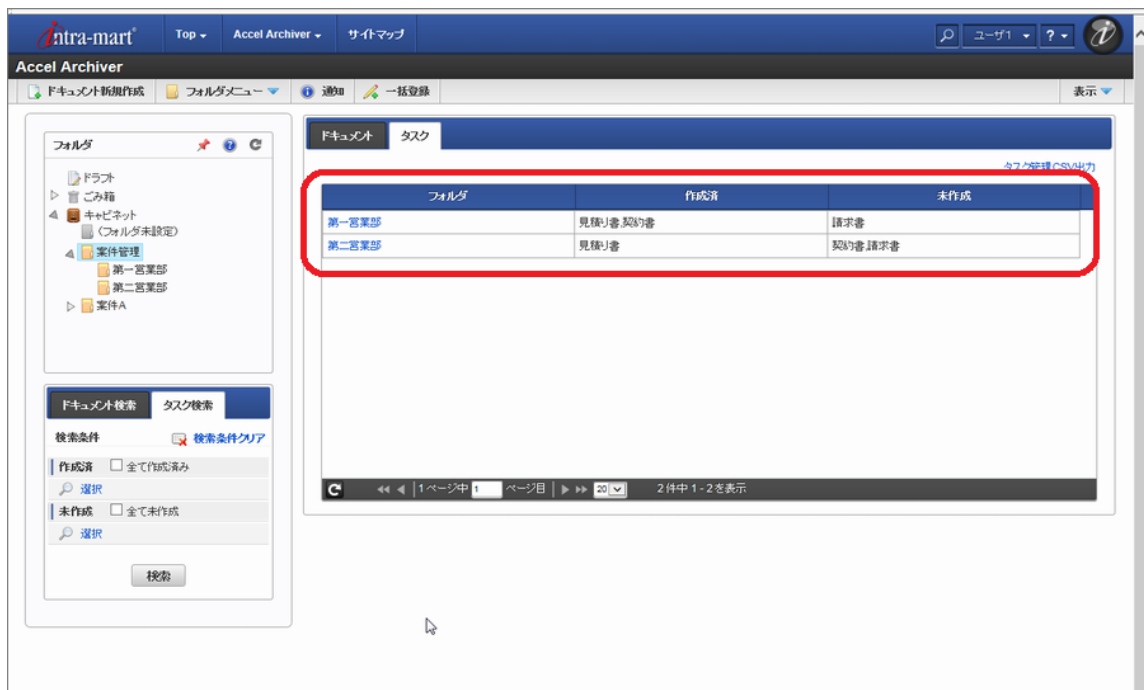 intra-mart Top Accel Archiver サイトマップ ユーザ1 ?
Accel Archiver
ドキュメント新規作成 フォルダメニュー 通知 一括登録 表示
フォルダ
ドラフト
ごみ箱
キャビネット
(フォルダ未設定)
案件管理
第一営業部
第二営業部
案件A
ドキュメント検索 タスク検索
検索条件 検索条件クリア
作成済 全て作成済み
選択
未作成 全て未作成
選択
検索
ドキュメント タスク
タスク管理CSV出力
フォルダ 作成済 未作成
第一営業部 見積り書,契約書 請求書
第二営業部 見積り書 契約書,請求書
1ページ中 1 ページ目 20 2件中 1 - 2 を表示